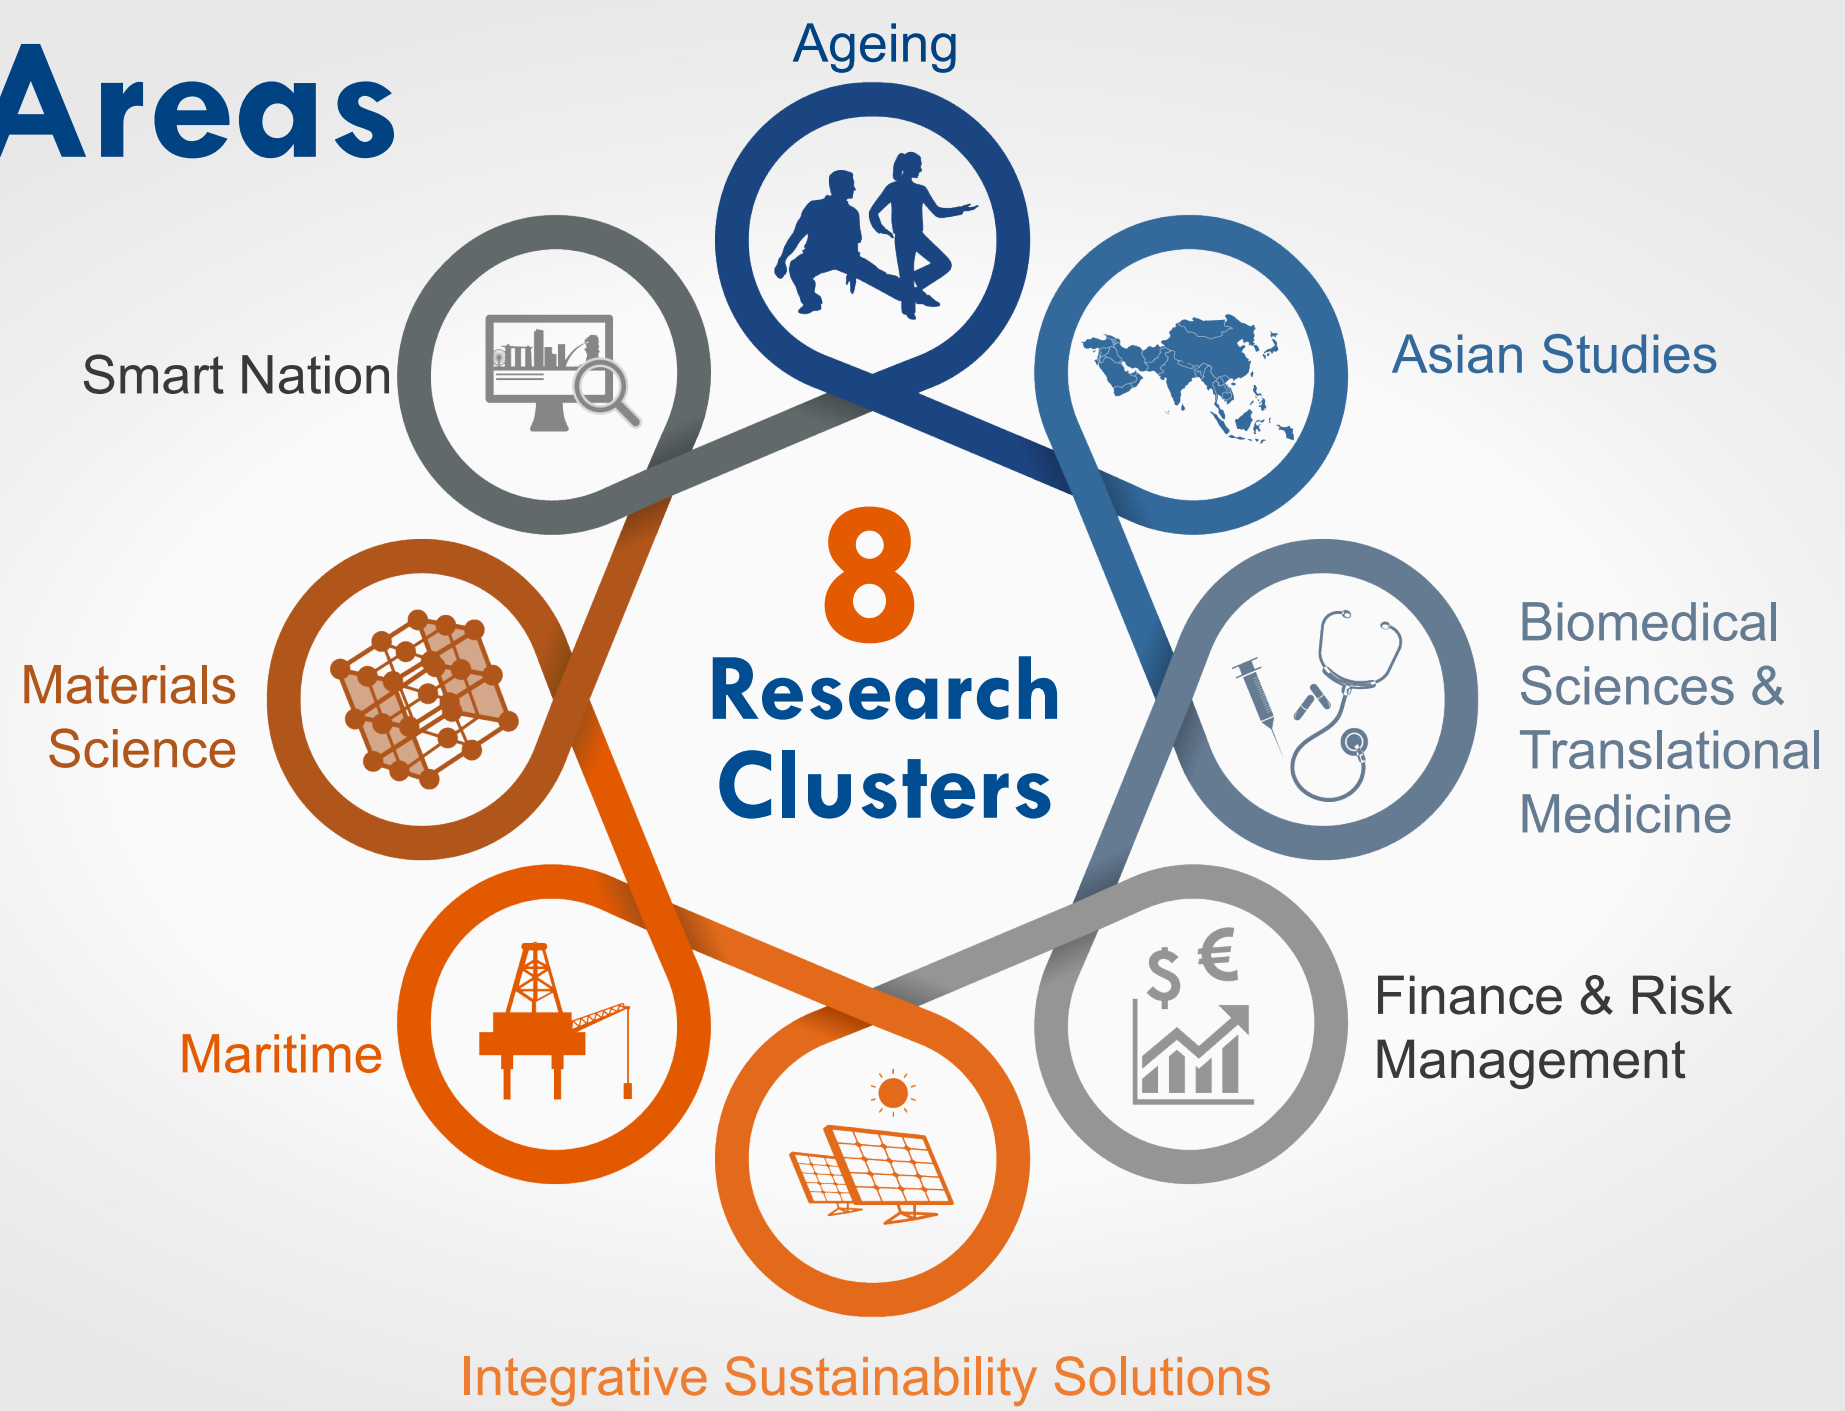 Areas
Ageing
Smart Nation
Asian Studies
8
Research
Clusters
Materials
Science
Biomedical
Sciences &
Translational
Medicine
Maritime
$ €
Finance & Risk
Management
Integrative Sustainability Solutions